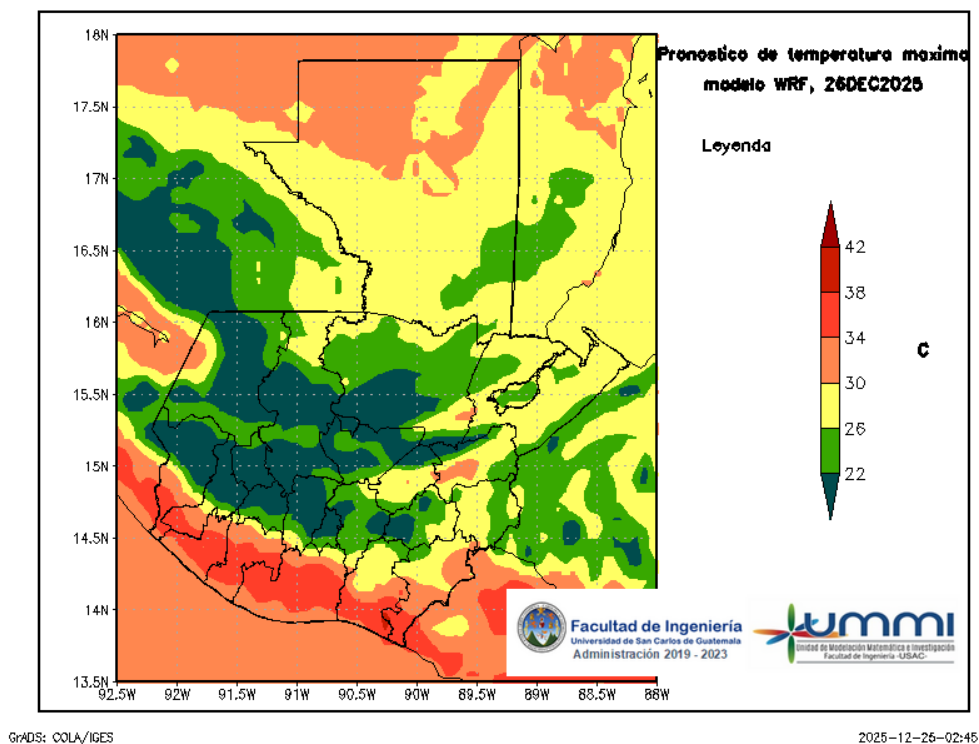 Pronostico de temperatura maxima
modelo WRF, 26DEC2025
Leyenda
42
38
34
30
26
22
C
18N
17.5N
17N
16.5N
16N
15.5N
15N
14.5N
14N
13.5N
92.5W 92W 91.5W 91W 90.5W 90W 89.5W 89W 88.5W 88W
Facultad de Ingeniería
Universidad de San Carlos de Guatemala
Administración 2019 - 2023
ummi
Unidad de Modelación Matemática e Investigación
Facultad de Ingeniería -USAC-
GrADS: COLA/IGES
2025-12-25-02:45